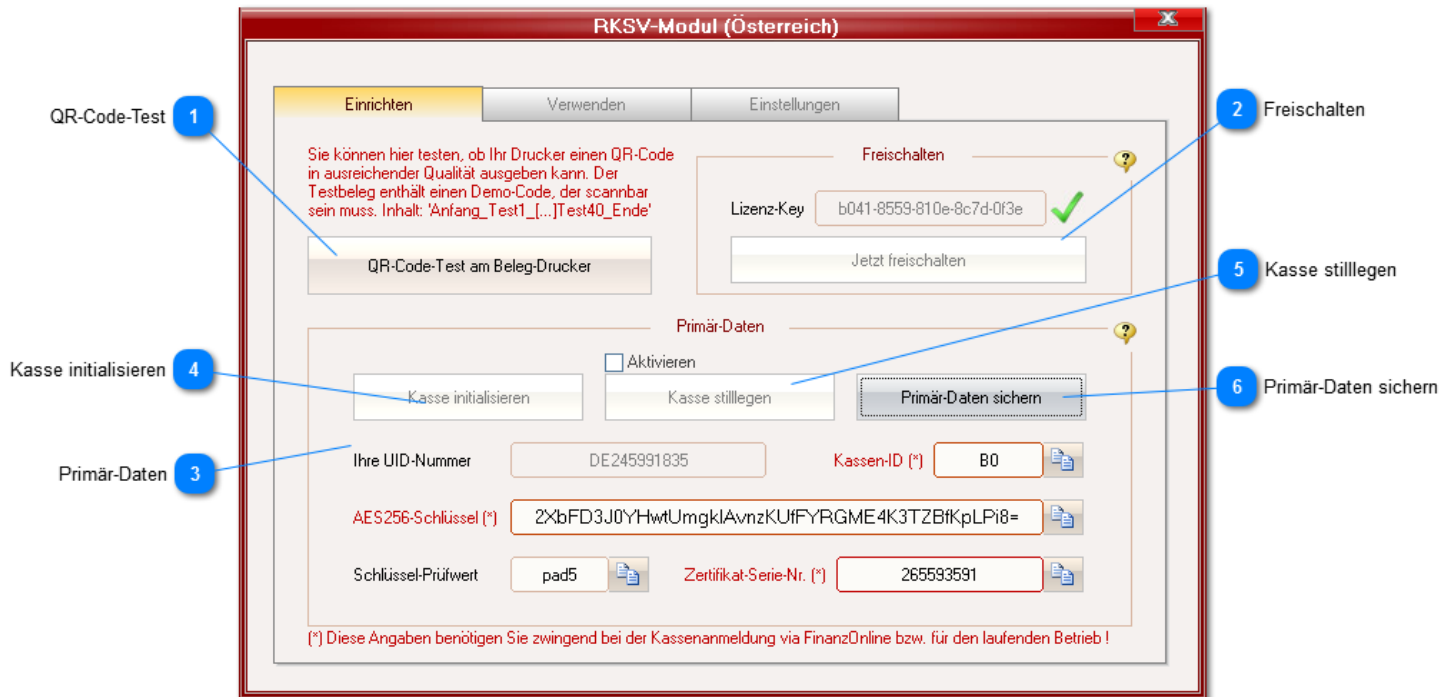 RKSV-Modul (Österreich)
Einrichten
Verwenden
Einstellungen
QR-Code-Test
1
2
Freischalten
Sie können hier testen, ob Ihr Drucker einen QR-Code
in ausreichender Qualität ausgeben kann. Der
Testbeleg enthält einen Demo-Code, der scannbar
sein muss. Inhalt: 'Anfang_Test1_[...]Test40_Ende'
Freischalten
Lizenz-Key
b041-8559-810e-8c7d-0f3e
QR-Code-Test am Beleg-Drucker
Jetzt freischalten
5
Kasse stilllegen
Primär-Daten
Aktivieren
Kasse initialisieren
4
Kasse initialisieren
Kasse stilllegen
Primär-Daten sichern
6
Primär-Daten sichern
Primär-Daten
3
Ihre UID-Nummer
DE245991835
Kassen-ID (*)
B0
AES256-Schlüssel (*)
2XbFD3J0YHwtUmgklAvnzKUfFYRGME4K3TZBfKpLPi8=
Schlüssel-Prüfwert
pad5
Zertifikat-Serie-Nr. (*)
265593591
(*) Diese Angaben benötigen Sie zwingend bei der Kassenanmeldung via FinanzOnline bzw. für den laufenden Betrieb !